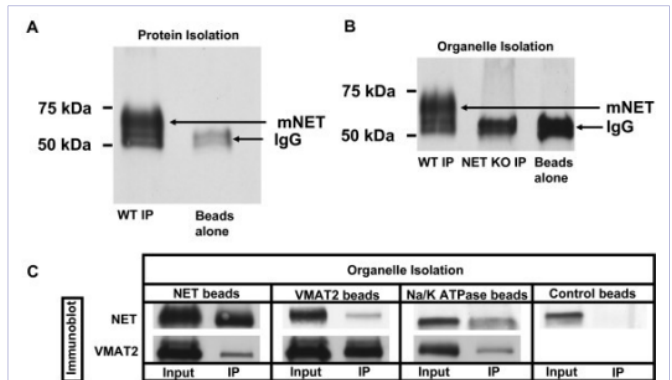 A
Protein Isolation
75 kDa
50 kDa
mNET
IgG
WT IP
Beads alone
B
Organelle Isolation
75 kDa
50 kDa
mNET
IgG
WT IP NET KO IP Beads alone
C
Organelle Isolation
NET beads VMAT2 beads Na/K ATPase beads Control beads
Immunoblot
NET
VMAT2
Input IP Input IP Input IP Input IP